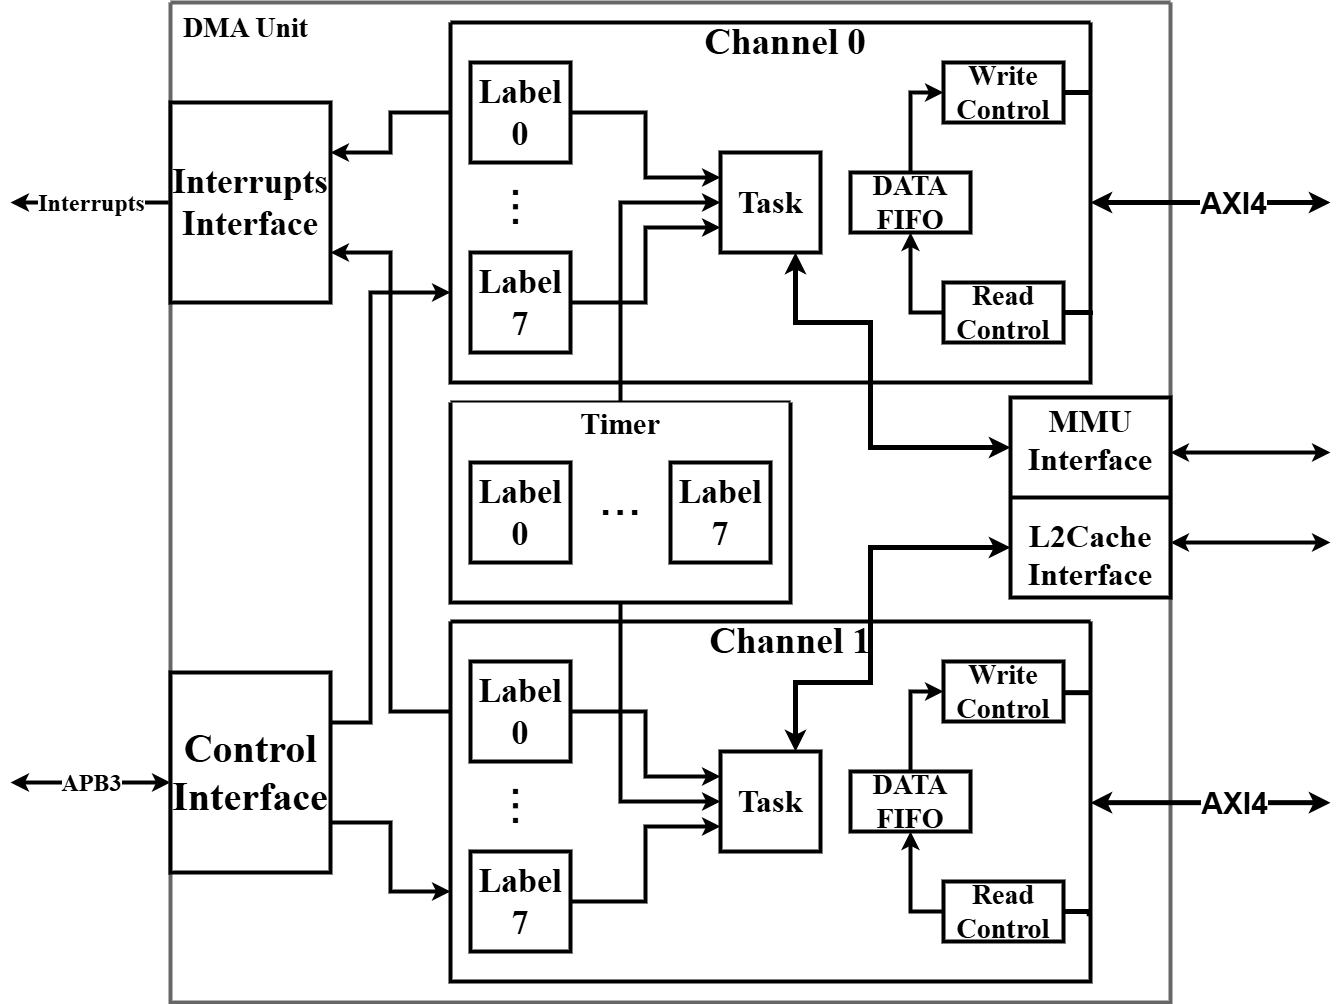 DMA Unit
Channel 0
Label
0
Write
Control
Interrupts
Interface
Interrupts
Task
DATA
FIFO
AXI4
Label
7
Read
Control
Timer
Label
0
...
Label
7
MMU
Interface
L2Cache
Interface
Channel 1
Label
0
Write
Control
Control
Interface
APB3
Task
DATA
FIFO
AXI4
Label
7
Read
Control